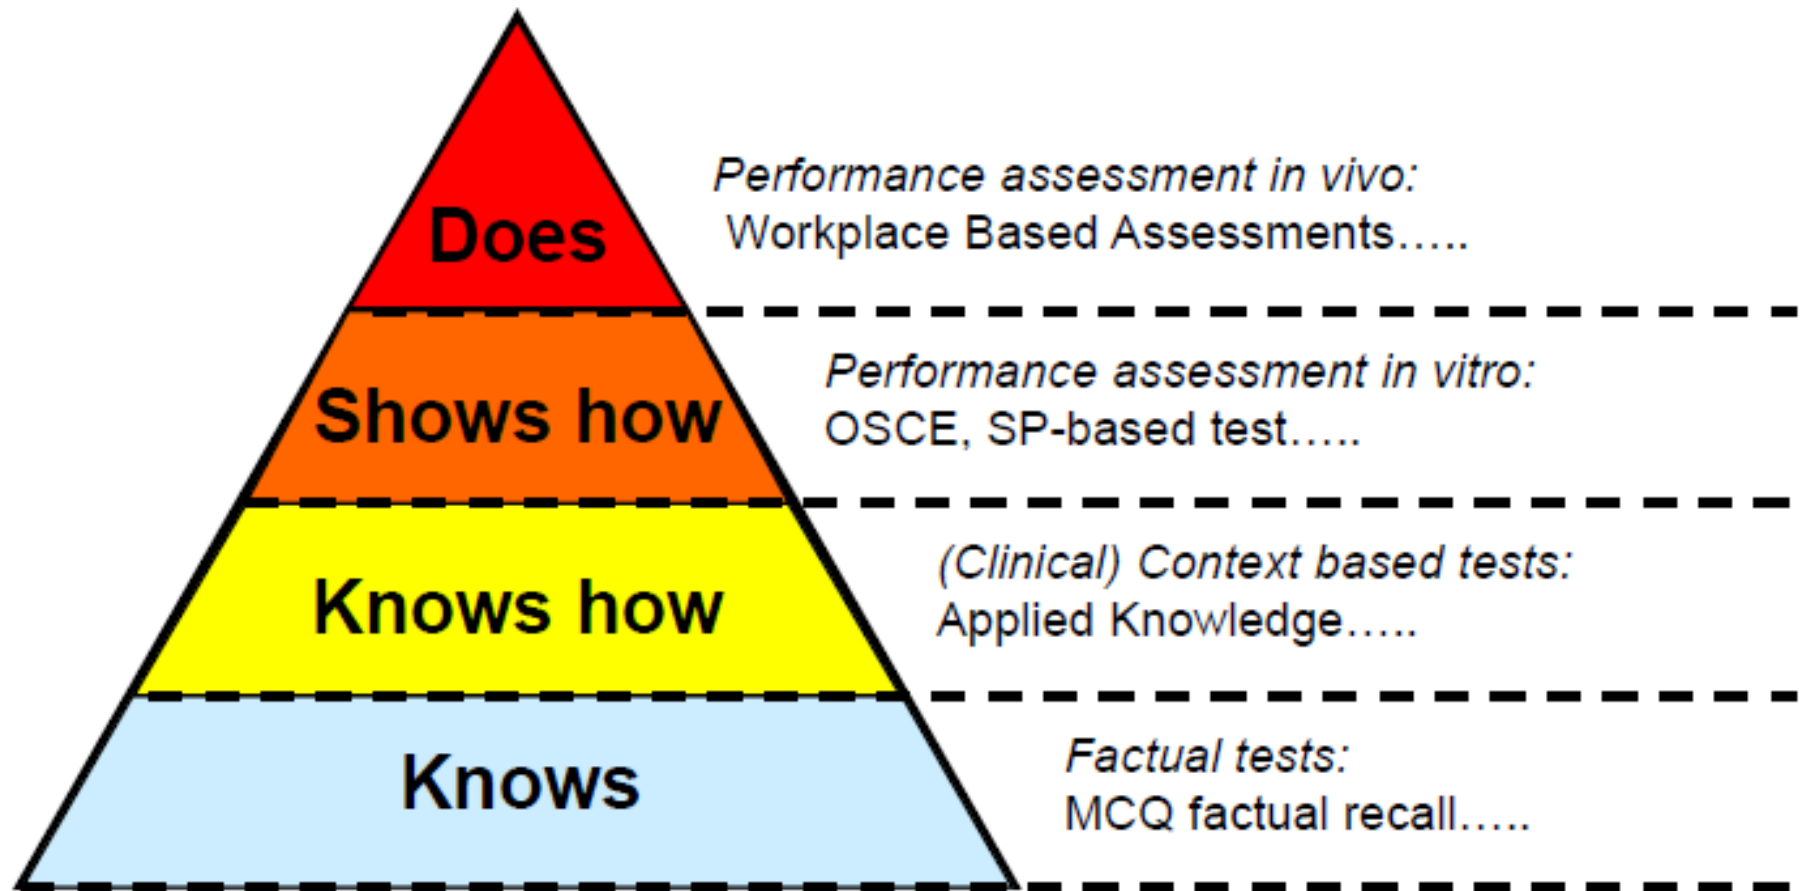 Does
Performance assessment in vivo:
Workplace Based Assessments…..
Shows how
Performance assessment in vitro:
OSCE, SP-based test…..
Knows how
(Clinical) Context based tests:
Applied Knowledge…..
Knows
Factual tests:
MCQ factual recall…..